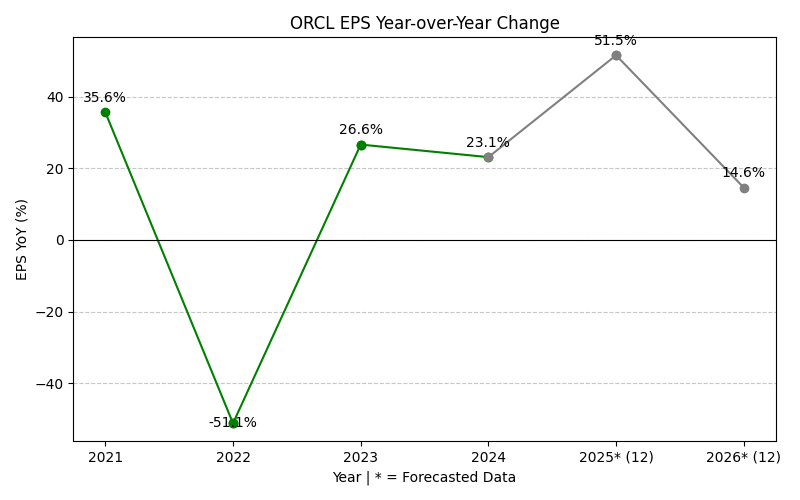 ORCL EPS Year-over-Year Change
51.5%
35.6%
26.6%
23.1%
14.6%
-51.1%
40
20
0
−20
−40
EPS YoY (%)
2021 2022 2023 2024 2025* (12) 2026* (12)
Year | * = Forecasted Data